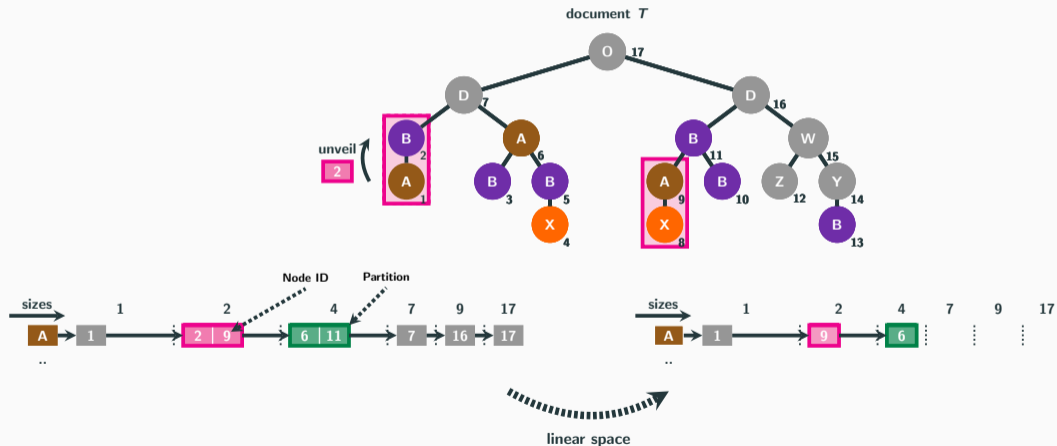 document T
O 17
D 7 D 16
B 2 A 6 B 11 W 15
unveil
2
A 1 B 3 B 5 A 9 B 10 Z 12 Y 14
X 4 X 8 B 13
Node ID Partition
sizes 1 2 4 7 9 17
A 1 2 9 6 11 7 16 17
..
sizes 1 2 4 7 9 17
A 1 9 6
..
linear space